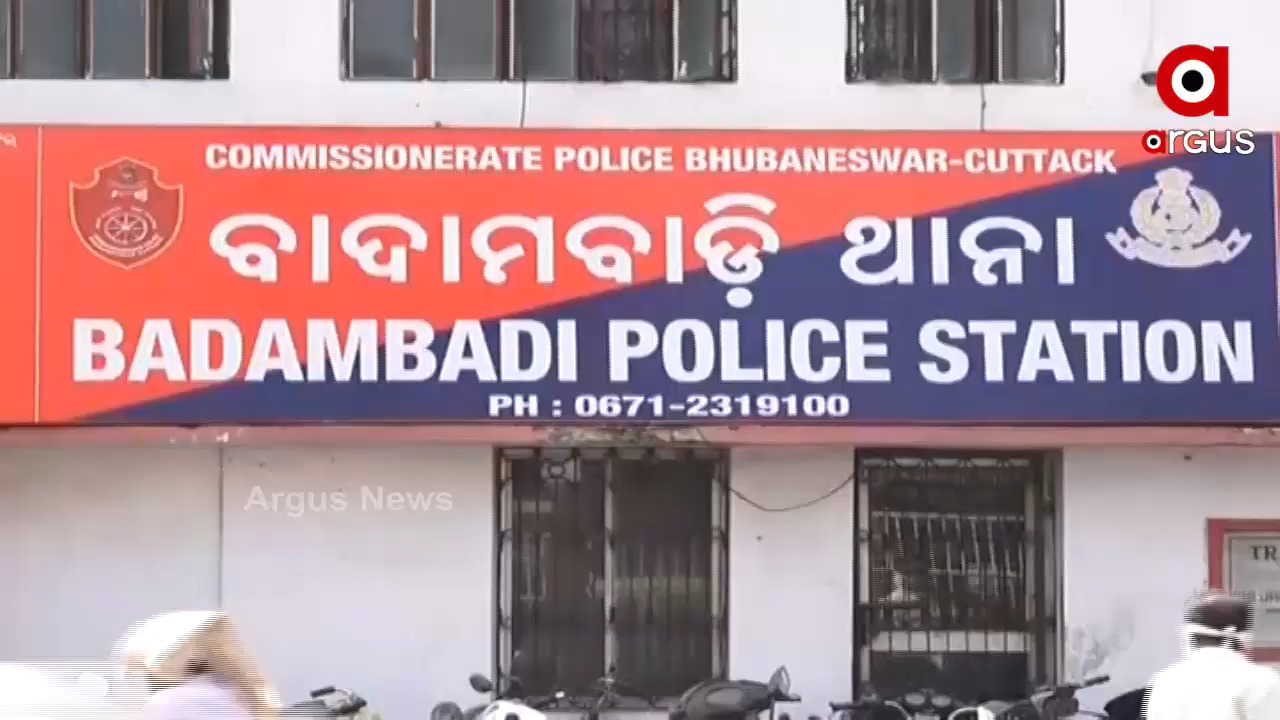 argus
COMMISSIONERATE POLICE BHUBANESWAR-CUTTACK
ବାଦାମବାଡ଼ି ଥାନା
BADAMBADI POLICE STATION
PH : 0671-2319100
Argus News